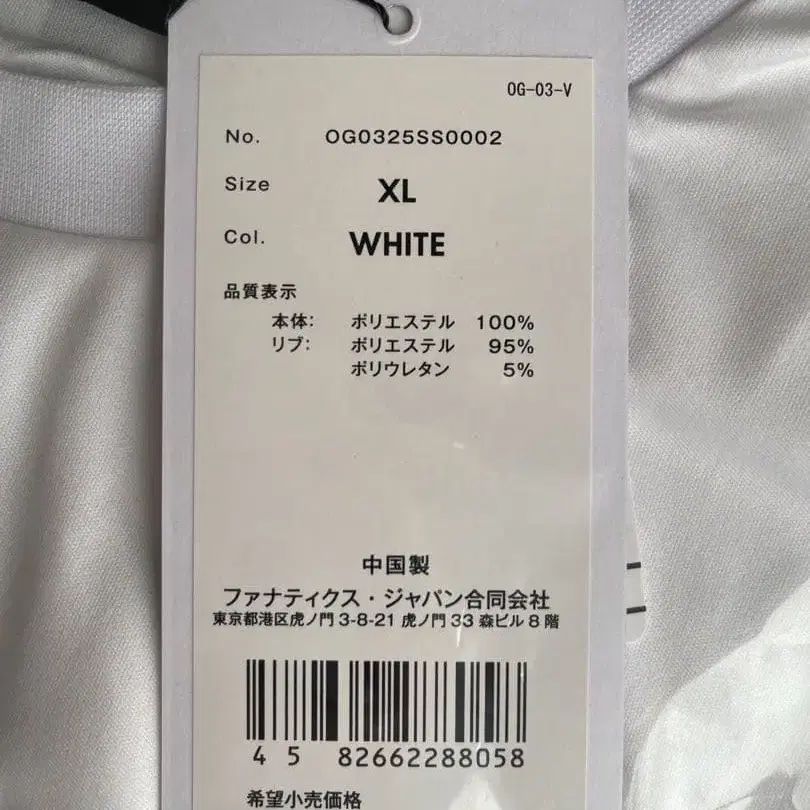 OG-03-V
No. OG0325SS0002
Size XL
Col. WHITE
品質表示
本体: ポリエステル 100%
リブ: ポリエステル 95%
ポリウレタン 5%
中国製
ファナティクス・ジャパン合同会社
東京都港区虎ノ門 3-8-21 虎ノ門 33 森ビル 8 階
45 82662288058
希望小売価格